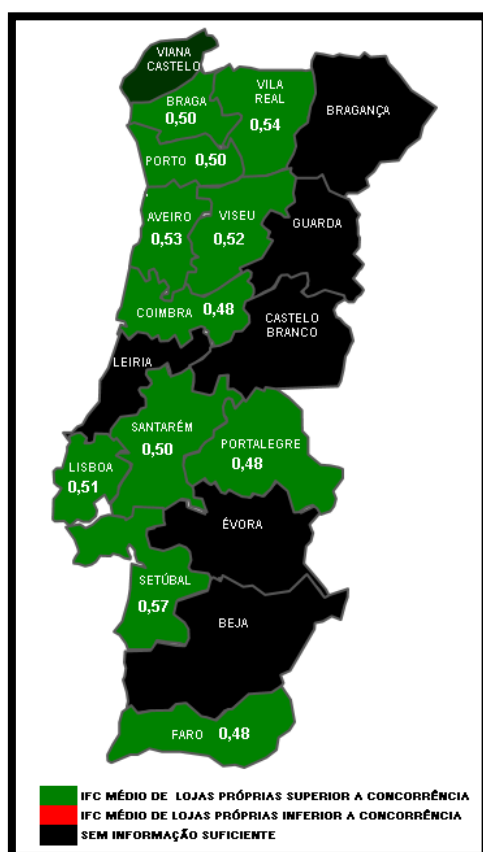 VIANA
CASTELO
BRAGA
0,50
VILA
REAL
0,54
BRAGANÇA
PORTO 0,50
AVEIRO
0,53
VISEU
0,52
GUARDA
COIMBRA 0,48
CASTELO
BRANCO
LEIRIA
SANTARÉM
0,50
PORTALEGRE
0,48
LISBOA
0,51
ÉVORA
SETÚBAL
0,57
BEJA
FARO 0,48
IFC MÉDIO DE LOJAS PRÓPRIAS SUPERIOR A CONCORRÊNCIA
IFC MÉDIO DE LOJAS PRÓPRIAS INFERIOR A CONCORRÊNCIA
SEM INFORMAÇÃO SUFICIENTE